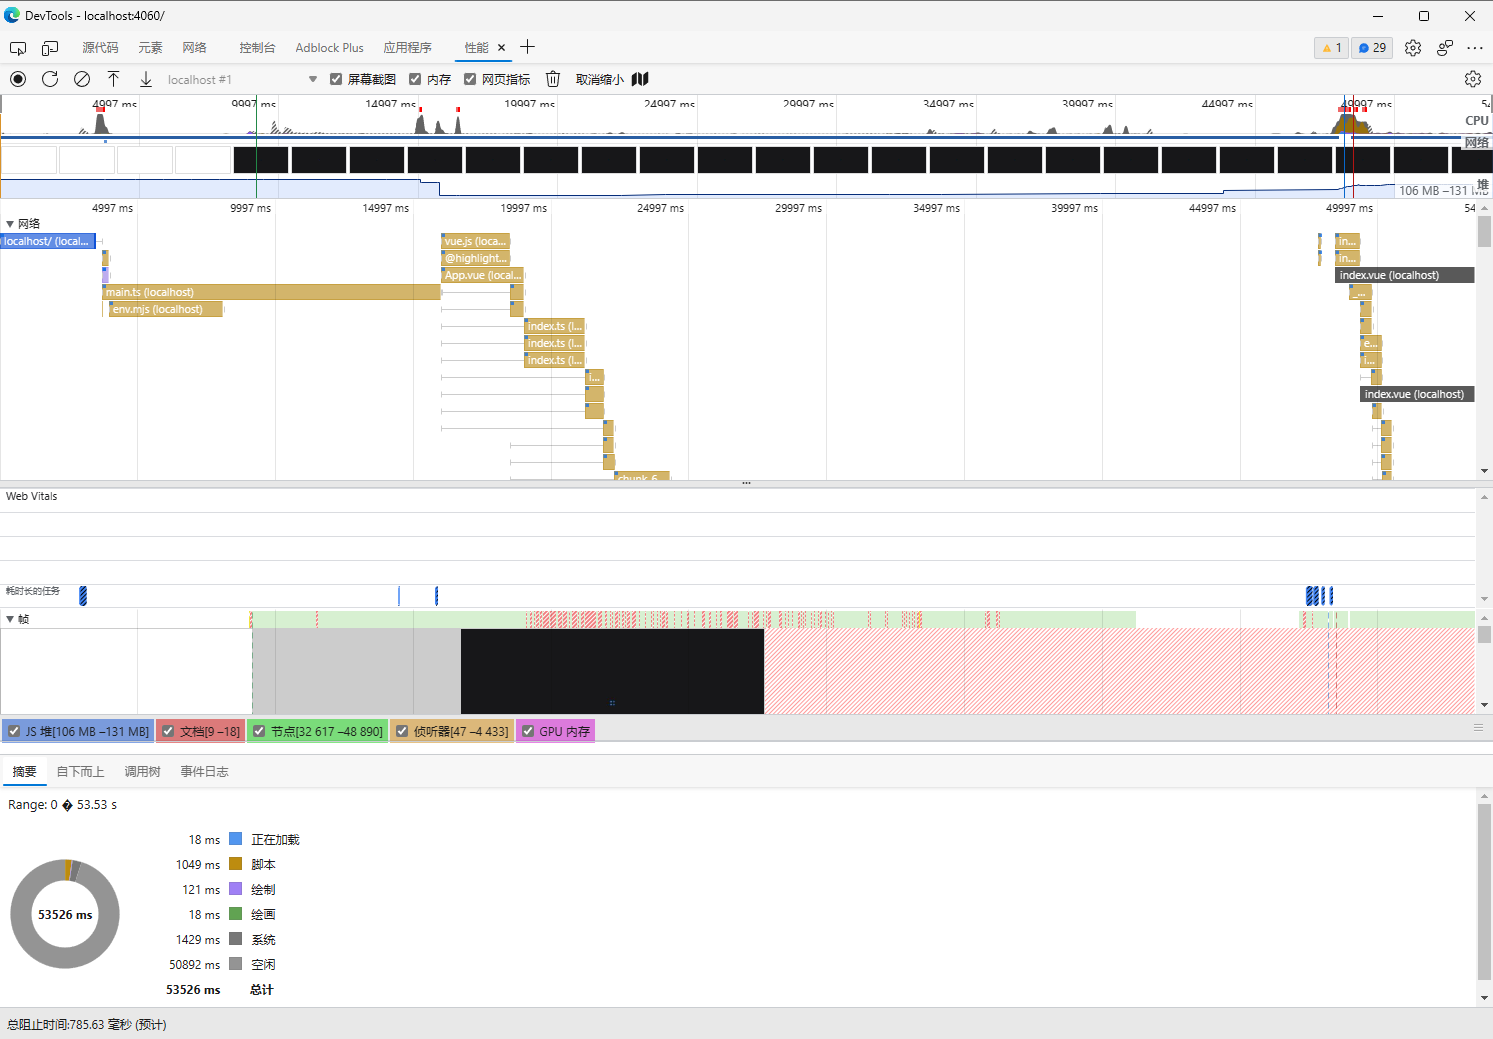 DevTools - localhost:4060/
源代码 元素 网络 控制台 Adblock Plus 应用程序 性能
1 29
localhost #1 屏幕截图 内存 网页指标 取消缩小
4997 ms 9997 ms 14997 ms 19997 ms 24997 ms 29997 ms 34997 ms 39997 ms 44997 ms 49997 ms
CPU
网络
堆
106 MB –131 MB
4997 ms 9997 ms 14997 ms 19997 ms 24997 ms 29997 ms 34997 ms 39997 ms 44997 ms 49997 ms 54
网络
localhost/ (local... vue.js (loca... in...
@highlight... in...
App.vue (local... index.vue (localhost)
main.ts (localhost) _...
env.mjs (localhost)
index.ts (l...
index.ts (l... e...
index.ts (l... i...
i...
index.vue (localhost)
chunk-6
Web Vitals
耗时长的任务
帧
JS 堆[106 MB –131 MB] 文档[9 –18] 节点[32 617 –48 890] 侦听器[47 –4 433] GPU 内存
摘要 自下而上 调用树 事件日志
Range: 0 � 53.53 s
18 ms 正在加载
1049 ms 脚本
121 ms 绘制
53526 ms
18 ms 绘画
1429 ms 系统
50892 ms 空闲
53526 ms 总计
总阻止时间:785.63 毫秒 (预计)